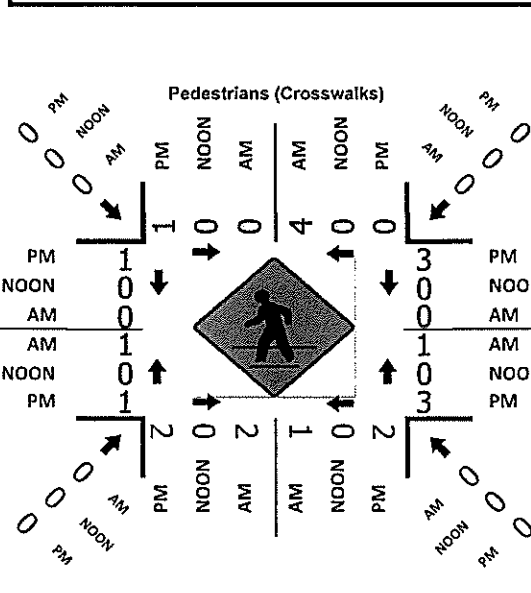 Pedestrians (Crosswalks)
PM NOON AM
0 0 0
PM NOON AM AM NOON PM
1 0 0 4 0 0
PM NOON AM
0 0 0
PM 1 3 PM
NOON 0 0 NOO
AM 0 0 AM
AM 1 1 AM
NOON 0 0 NOO
PM 1 3 PM
2 0 2 1 0 2
PM NOON AM AM NOON PM
0 0 0
AM NOON PM
0 0 0
AM NOON PM